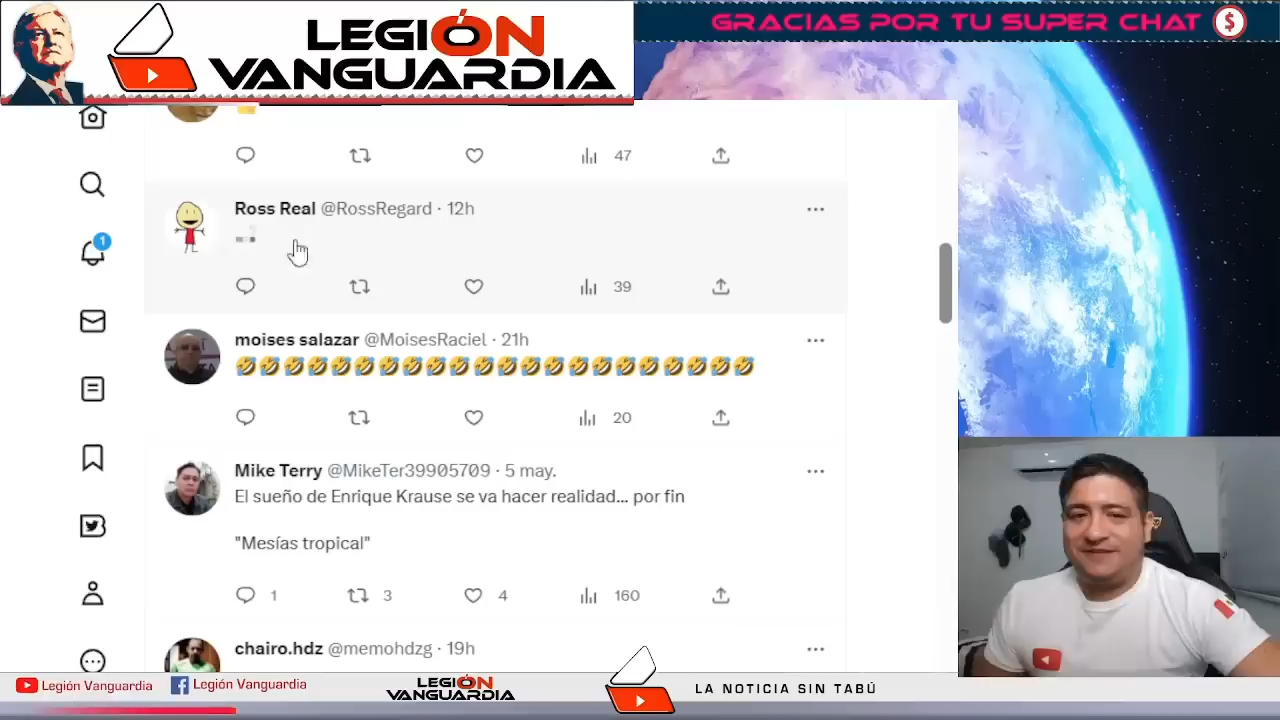 LEGIÓN
VANGUARDIA
GRACIAS POR TU SUPER CHAT
$
47
1
Ross Real @RossRegard · 12h
39
moises salazar @MoisesRaciel · 21h
🤣🤣🤣🤣🤣🤣🤣🤣🤣🤣🤣🤣🤣🤣🤣🤣🤣🤣🤣🤣🤣🤣
20
Mike Terry @MikeTer39905709 · 5 may.
El sueño de Enrique Krause se va hacer realidad... por fin
"Mesías tropical"
1 3 4 160
chairo.hdz @memohdzg · 19h
Legión Vanguardia Legión Vanguardia
LEGIÓN
VANGUARDIA
LA NOTICIA SIN TABÚ